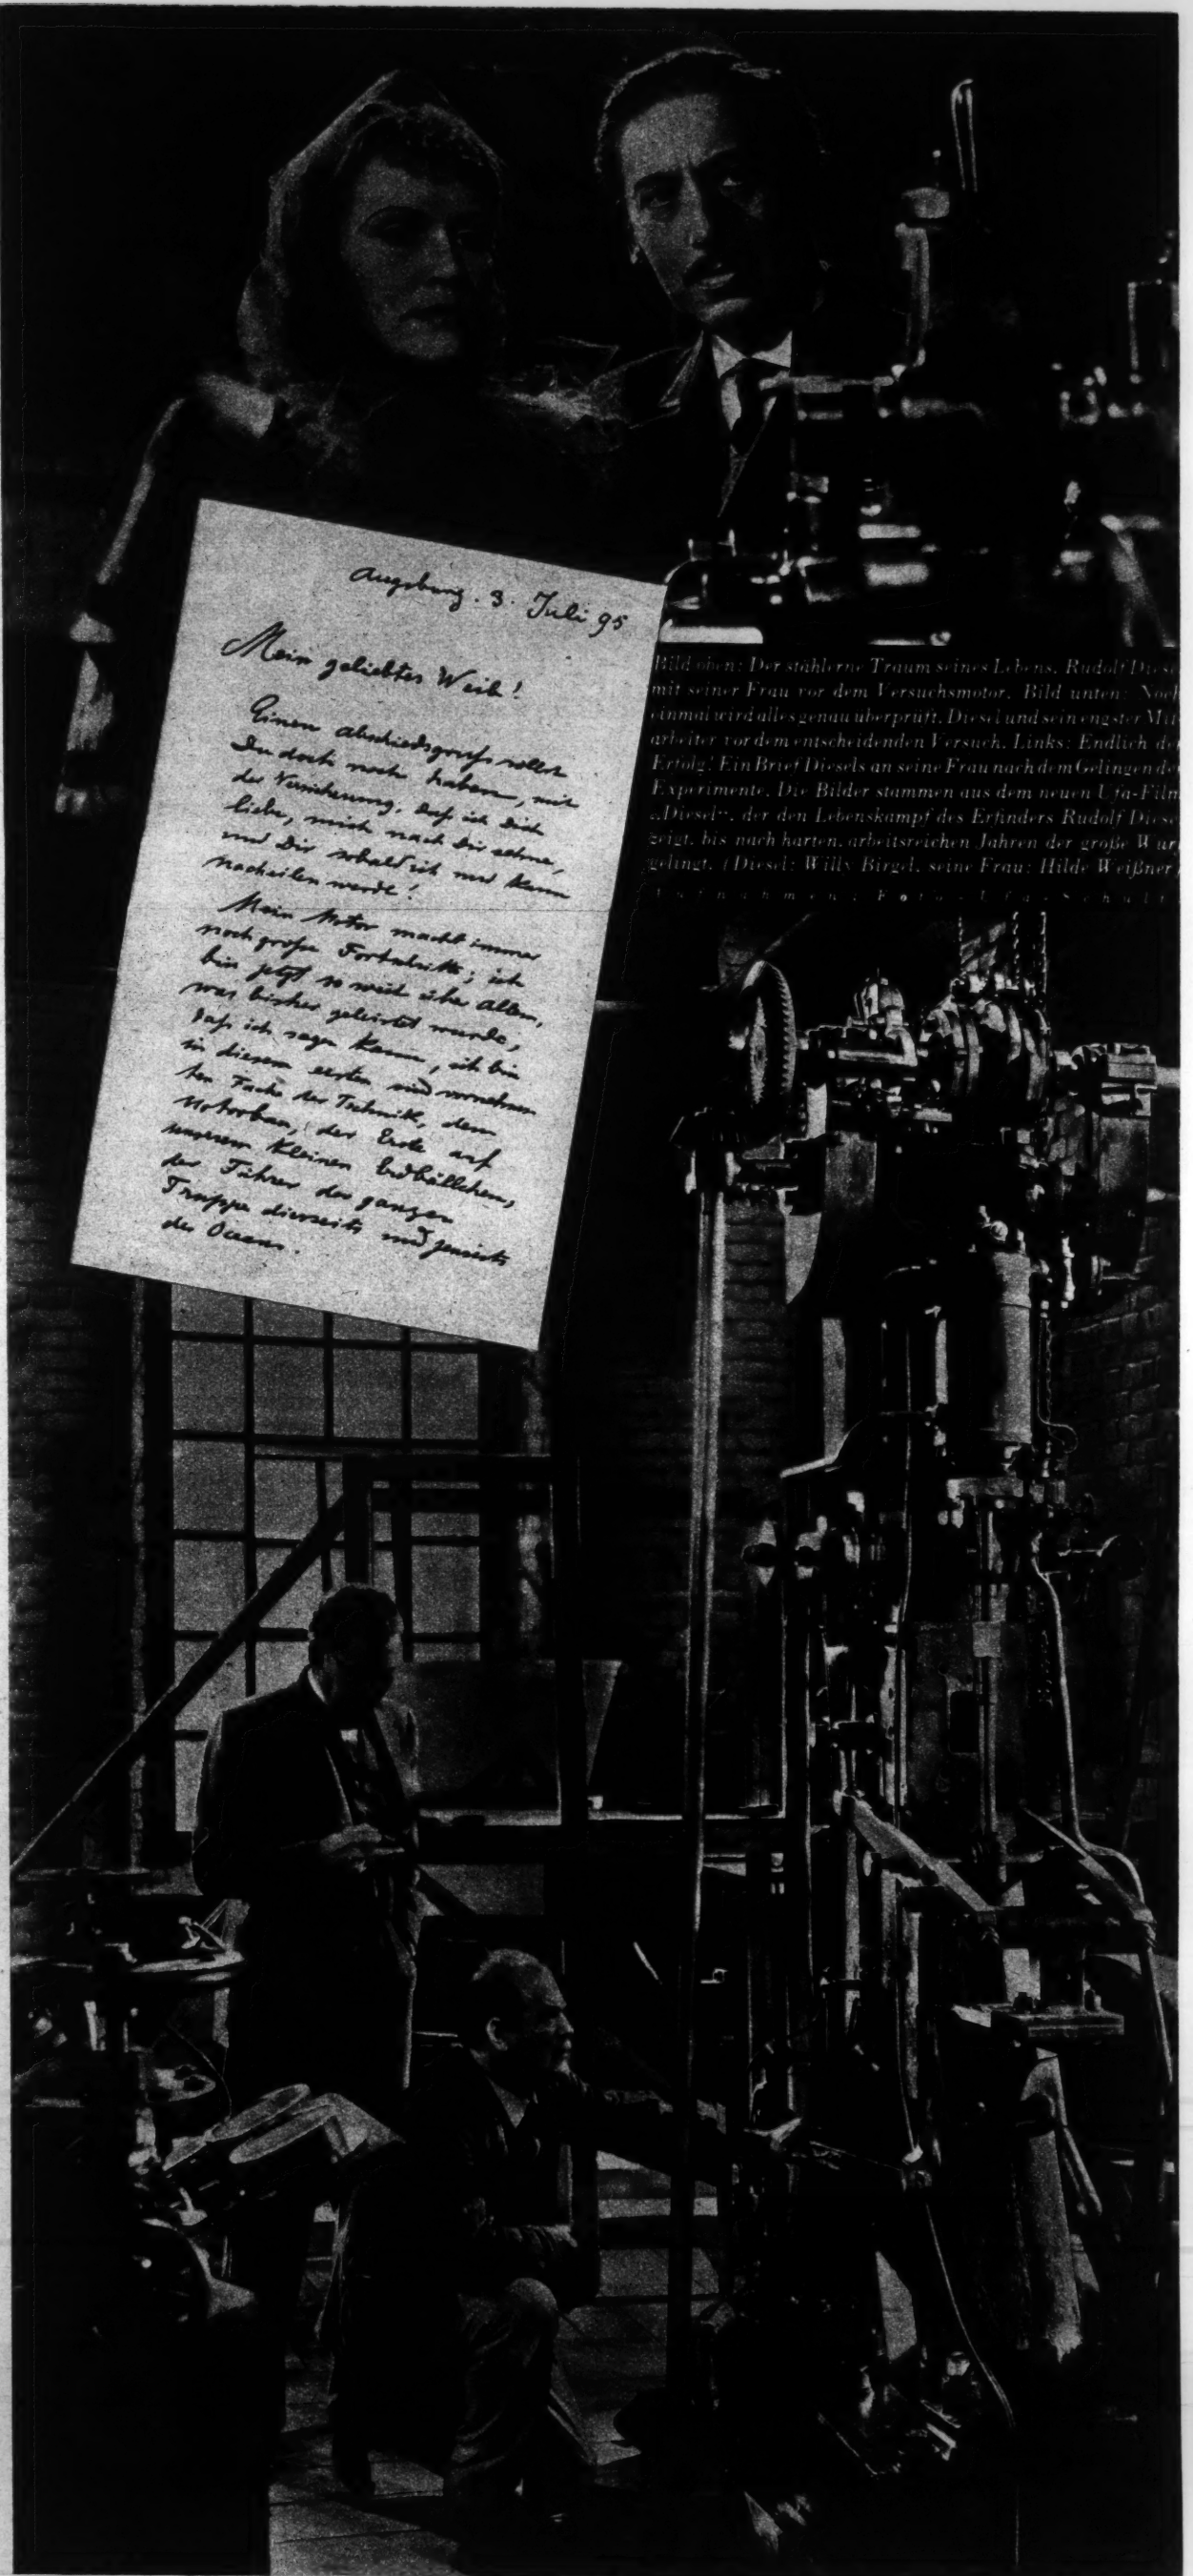 Augsburg. 3. Juli 95
Mein geliebtes Weib!
Einen Abschiedsgruß sollst
Du doch noch haben, mit
der Versicherung, daß ich Dich
liebe, mich nach Dir sehne,
und Dir sobald ich nur kann
nacheilen werde!
Mein Motor macht immer
noch große Fortschritte; ich
bin jetzt so weit über Allem,
was bisher geleistet wurde,
daß ich sagen kann, ich bin
in diesem ersten und vornehm
sten Fache der Technik, dem
Motorbau, der Erste auf
unserem kleinen Erdbällchen,
der Führer der ganzen
Truppe diesseits und jenseits
des Oceans.
Bild oben: Der stählerne Traum seines Lebens. Rudolf Diese
mit seiner Frau vor dem Versuchsmotor. Bild unten: Noch
einmal wird alles genau überprüft. Diesel und sein engster Mit-
arbeiter vor dem entscheidenden Versuch. Links: Endlich der
Erfolg! Ein Brief Diesels an seine Frau nach dem Gelingen der
Experimente. Die Bilder stammen aus dem neuen Ufa-Film
„Diesel“, der den Lebenskampf des Erfinders Rudolf Diese
zeigt, bis nach harten, arbeitsreichen Jahren der große Wurf
gelingt. (Diesel: Willy Birgel, seine Frau: Hilde Weißner)